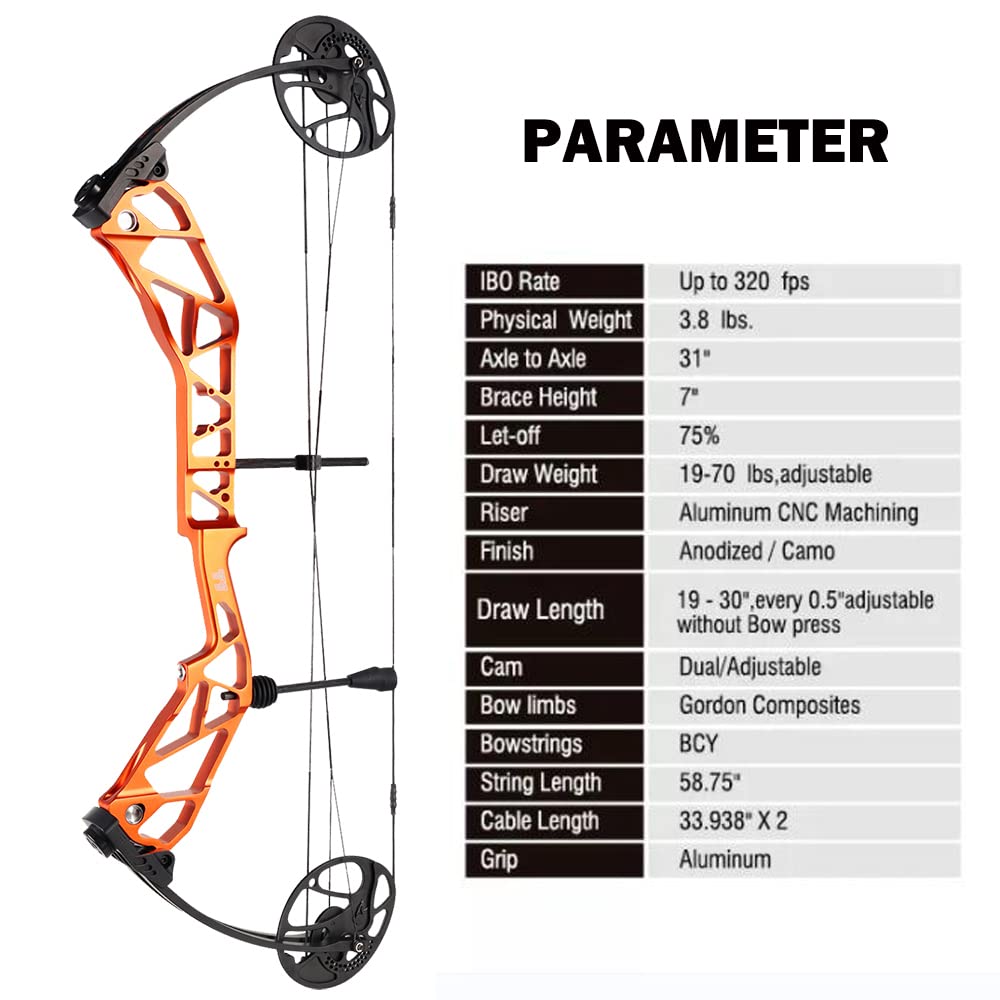 PARAMETER
IBO Rate Up to 320 fps
Physical Weight 3.8 lbs.
Axle to Axle 31"
Brace Height 7"
Let-off 75%
Draw Weight 19-70 lbs,adjustable
Riser Aluminum CNC Machining
Finish Anodized / Camo
Draw Length 19 - 30",every 0.5"adjustable
without Bow press
Cam Dual/Adjustable
Bow limbs Gordon Composites
Bowstrings BCY
String Length 58.75"
Cable Length 33.938" X 2
Grip Aluminum